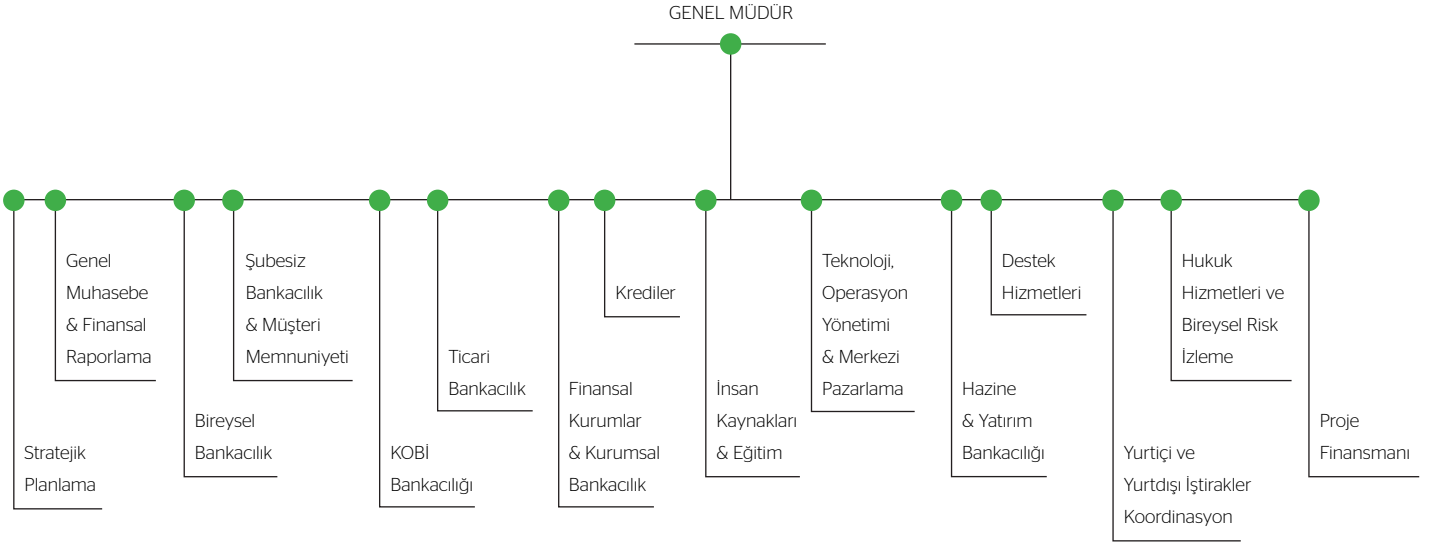 GENEL MÜDÜR
Stratejik
Planlama
Genel
Muhasebe
& Finansal
Raporlama
Bireysel
Bankacılık
Şubesiz
Bankacılık
& Müşteri
Memnuniyeti
KOBİ
Bankacılığı
Ticari
Bankacılık
Finansal
Kurumlar
& Kurumsal
Bankacılık
Krediler
İnsan
Kaynakları
& Eğitim
Teknoloji,
Operasyon
Yönetimi
& Merkezi
Pazarlama
Hazine
& Yatırım
Bankacılığı
Destek
Hizmetleri
Yurtiçi ve
Yurtdışı İştirakler
Koordinasyon
Hukuk
Hizmetleri ve
Bireysel Risk
İzleme
Proje
Finansmanı